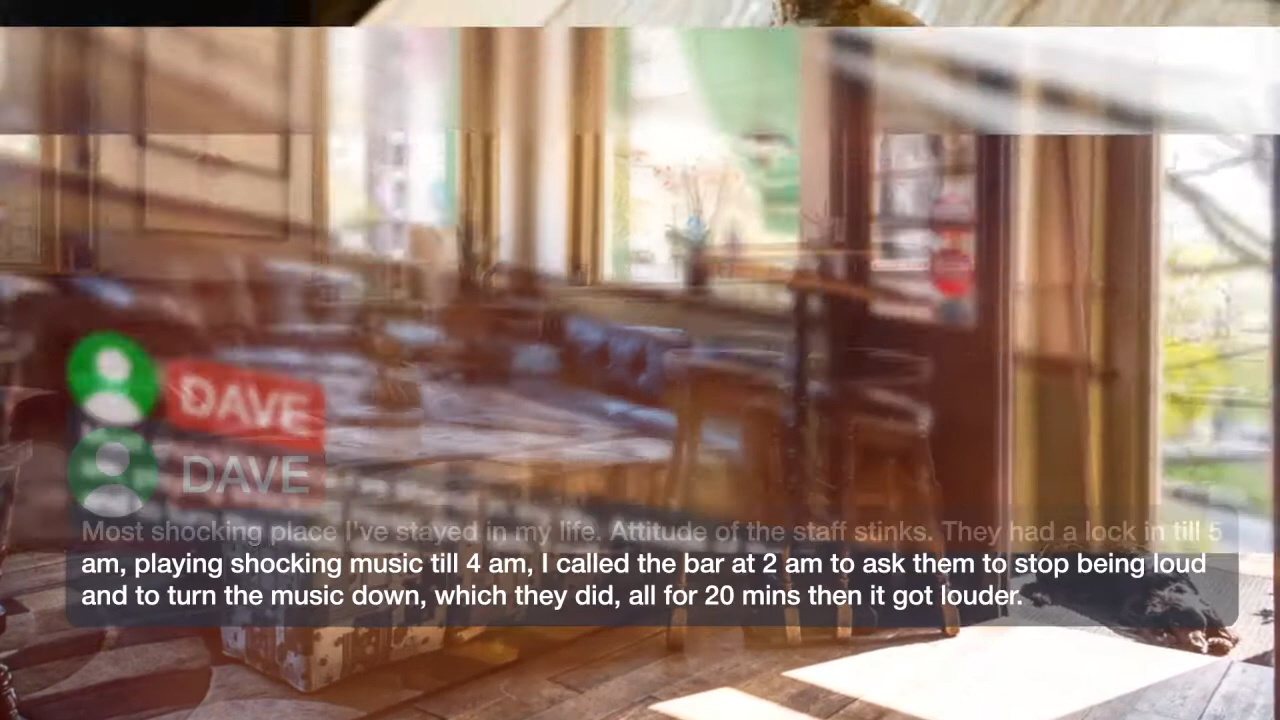 DAVE
DAVE
Most shocking place I've stayed in my life. Attitude of the staff stinks. They had a lock in till 5
am, playing shocking music till 4 am, I called the bar at 2 am to ask them to stop being loud
and to turn the music down, which they did, all for 20 mins then it got louder.